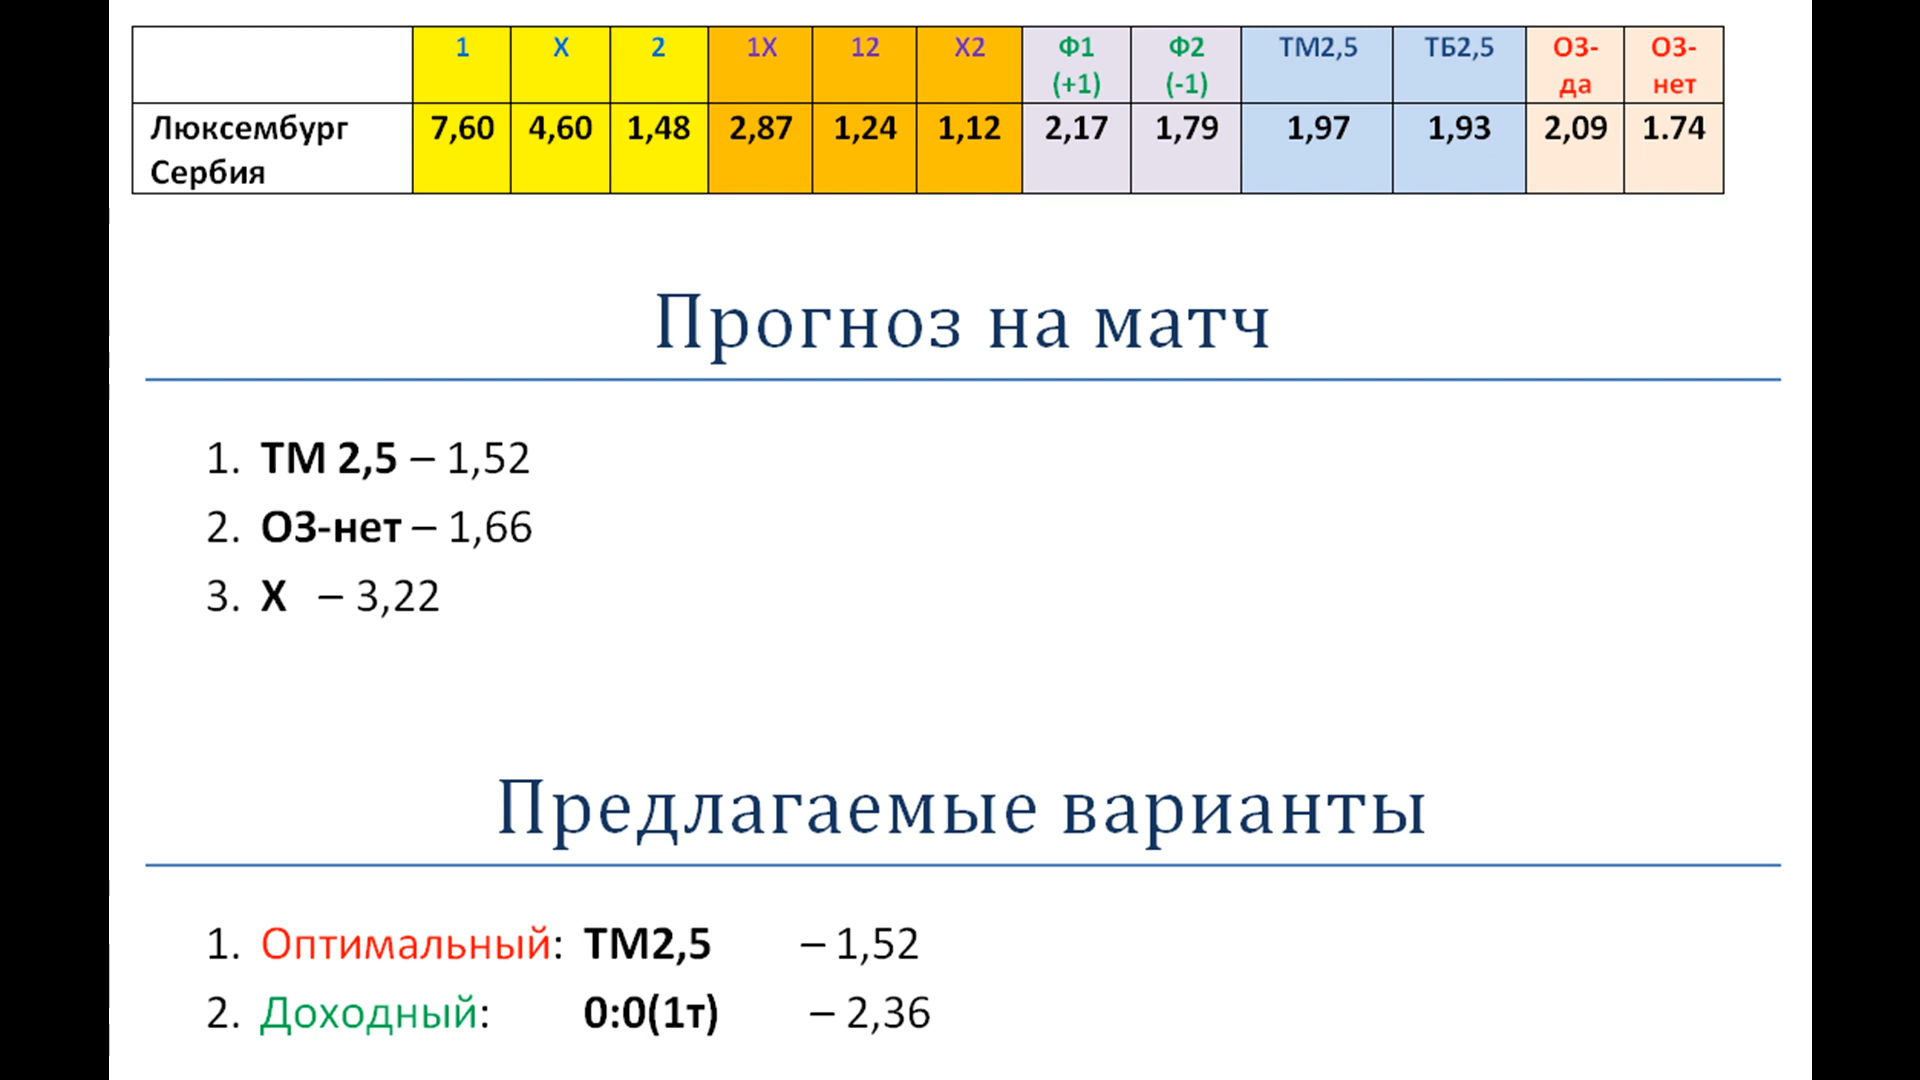 1 X 2 1X 12 X2 Ф1 Ф2 ТМ2,5 ТБ2,5 ОЗ- ОЗ-
(+1) (-1) да нет
Люксембург 7,60 4,60 1,48 2,87 1,24 1,12 2,17 1,79 1,97 1,93 2,09 1.74
Сербия
Прогноз на матч
1. ТМ 2,5 – 1,52
2. ОЗ-нет – 1,66
3. Х – 3,22
Предлагаемые варианты
1. Оптимальный: ТМ2,5 – 1,52
2. Доходный: 0:0(1т) – 2,36